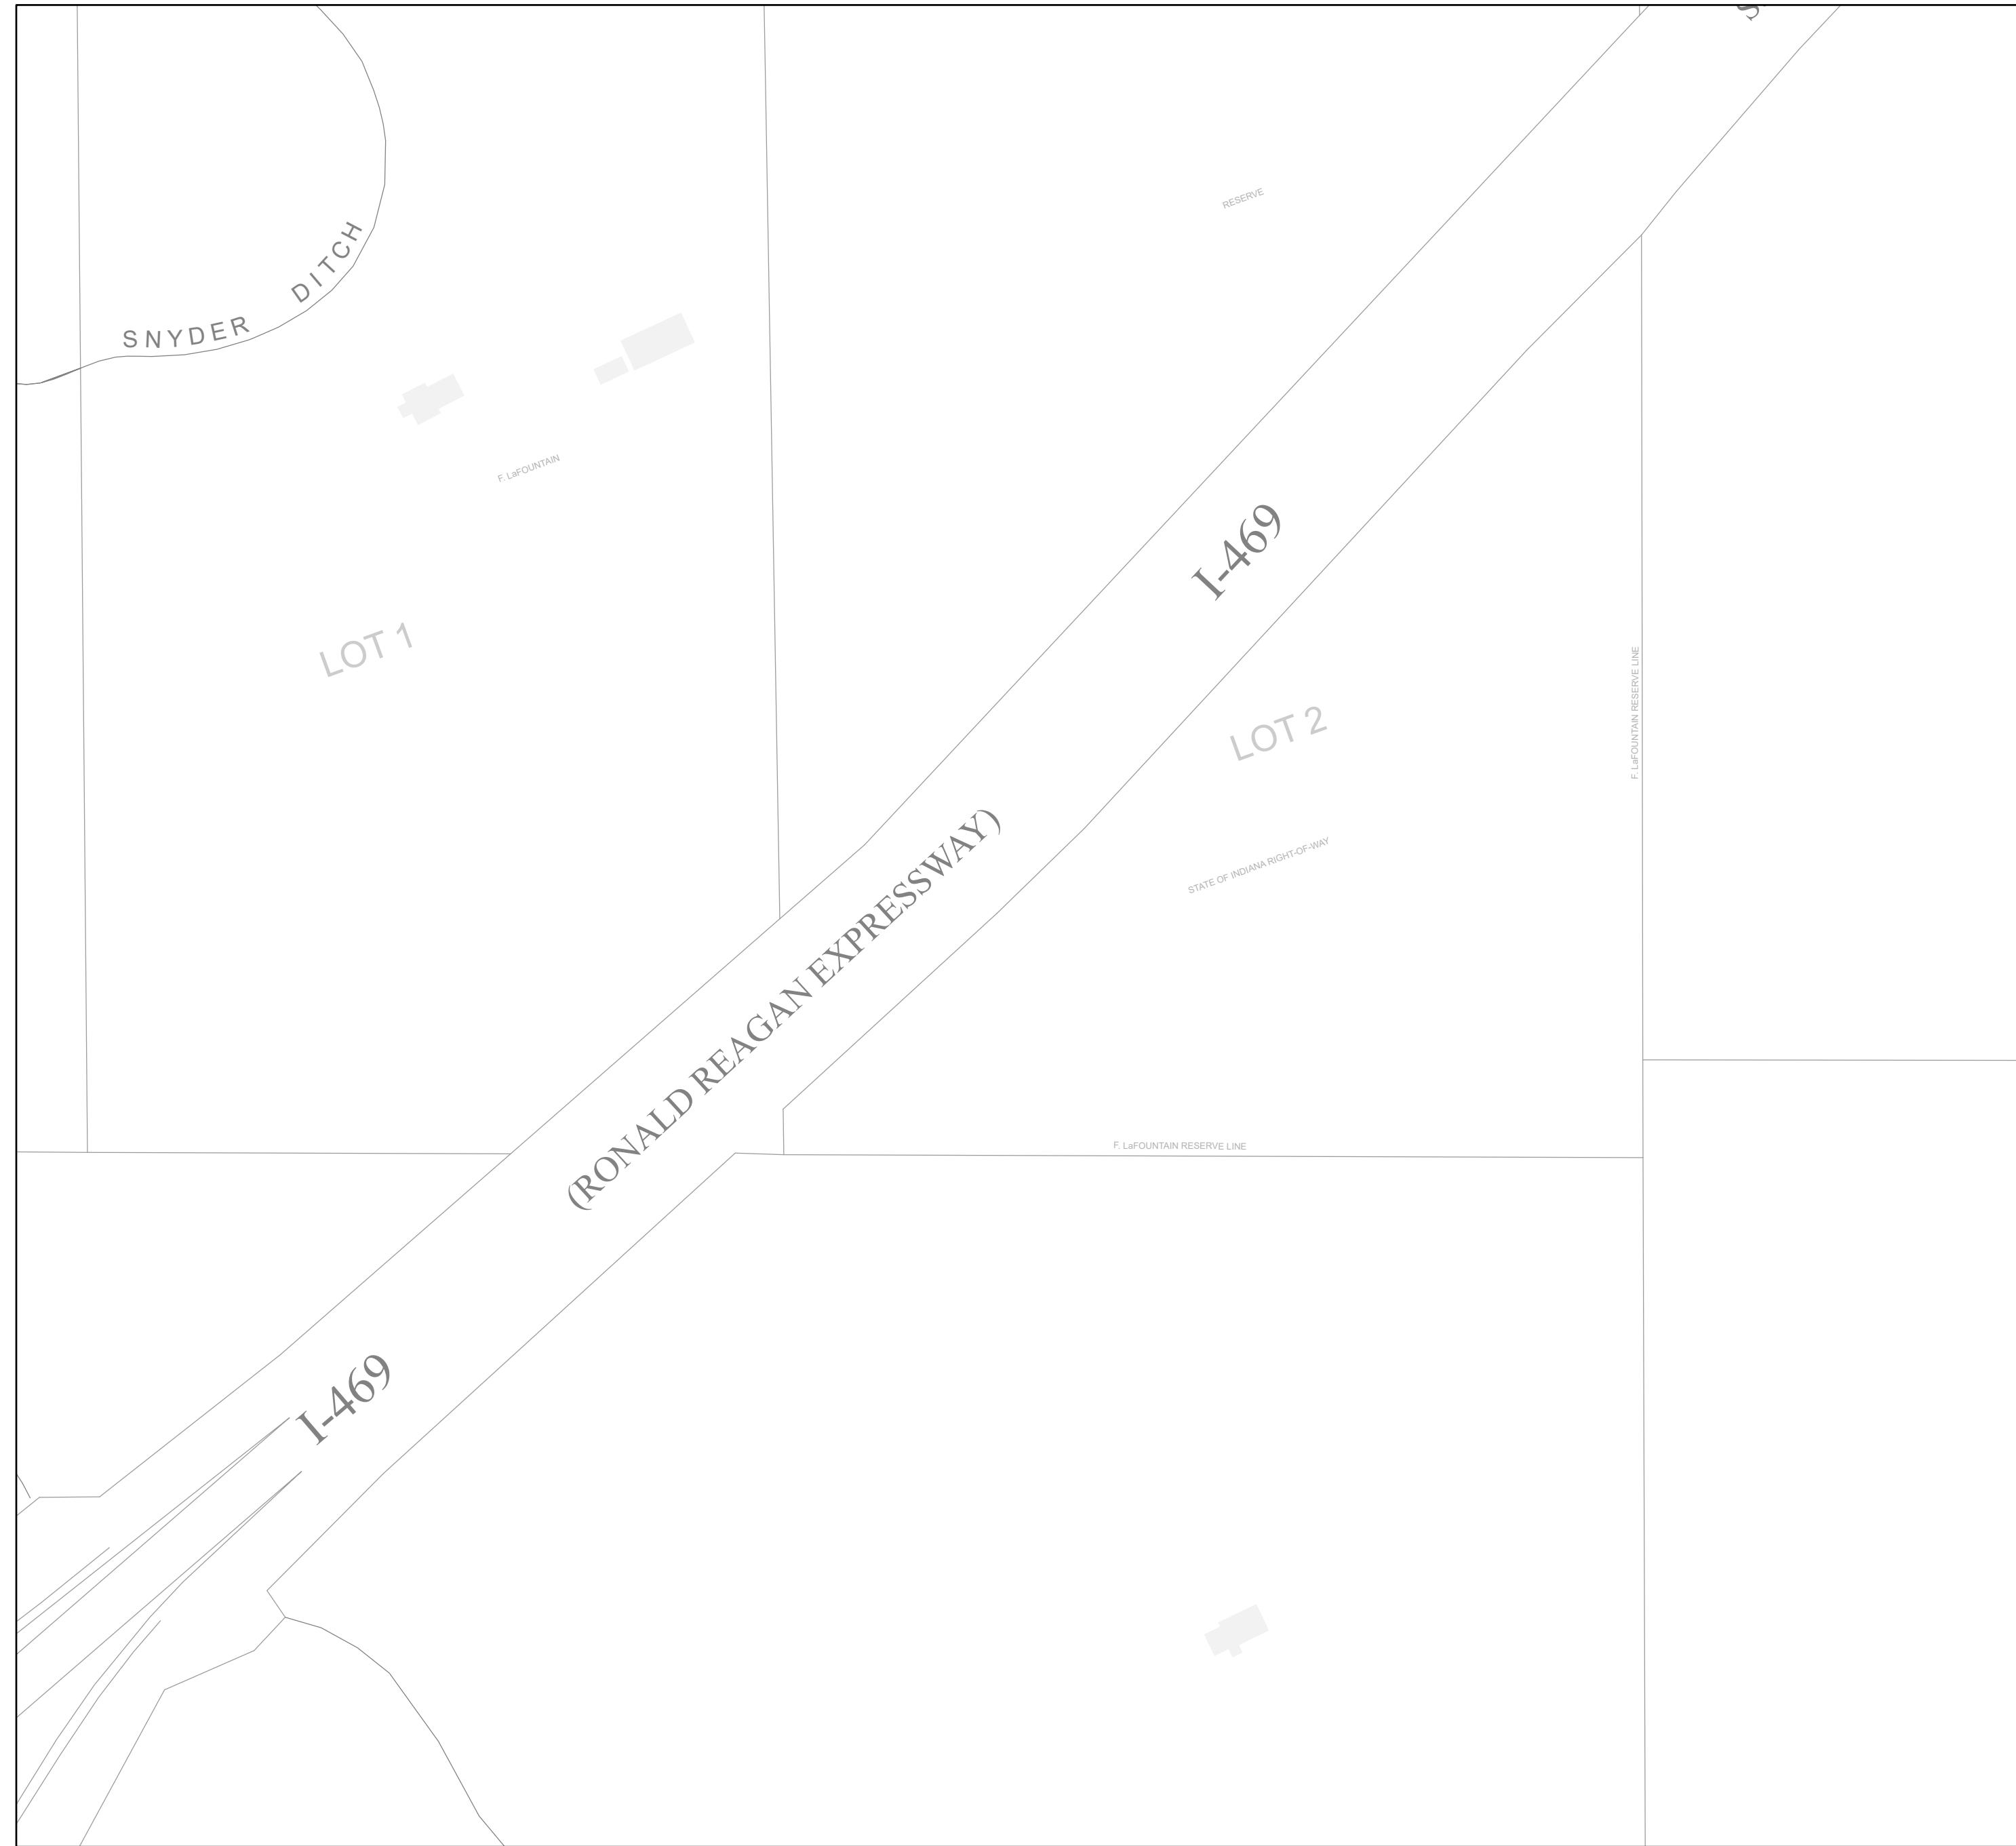 S
RESERVE
SNYDER DITCH
F. LaFOUNTAIN
I-469
LOT 1
LOT 2
F. LaFOUNTAIN RESERVE LINE
STATE OF INDIANA RIGHT-OF-WAY
(RONALD REAGAN EXPRESSWAY)
F. LaFOUNTAIN RESERVE LINE
I-469